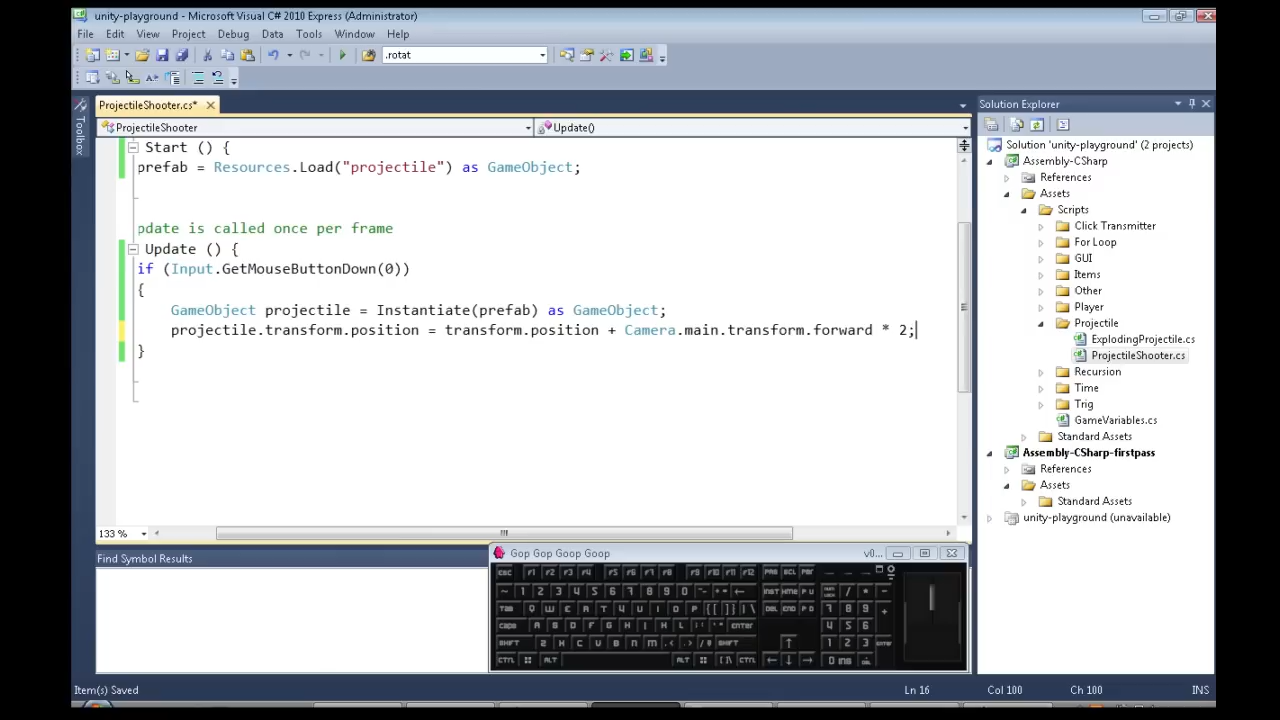 unity-playground - Microsoft Visual C# 2010 Express (Administrator)
File Edit View Project Debug Data Tools Window Help
.rotat
ProjectileShooter.cs*
Solution Explorer
Toolbox
ProjectileShooter
Update()
Start () {
prefab = Resources.Load("projectile") as GameObject;
pdate is called once per frame
Update () {
if (Input.GetMouseButtonDown(0))
{
GameObject projectile = Instantiate(prefab) as GameObject;
projectile.transform.position = transform.position + Camera.main.transform.forward * 2;
}
Solution 'unity-playground' (2 projects)
Assembly-CSharp
References
Assets
Scripts
Click Transmitter
For Loop
GUI
Items
Other
Player
Projectile
ExplodingProjectile.cs
ProjectileShooter.cs
Recursion
Time
Trig
GameVariables.cs
Standard Assets
Assembly-CSharp-firstpass
References
Assets
Standard Assets
unity-playground (unavailable)
133 %
Find Symbol Results
Gop Gop Goop Goop v0...
Item(s) Saved
Ln 16 Col 100 Ch 100 INS